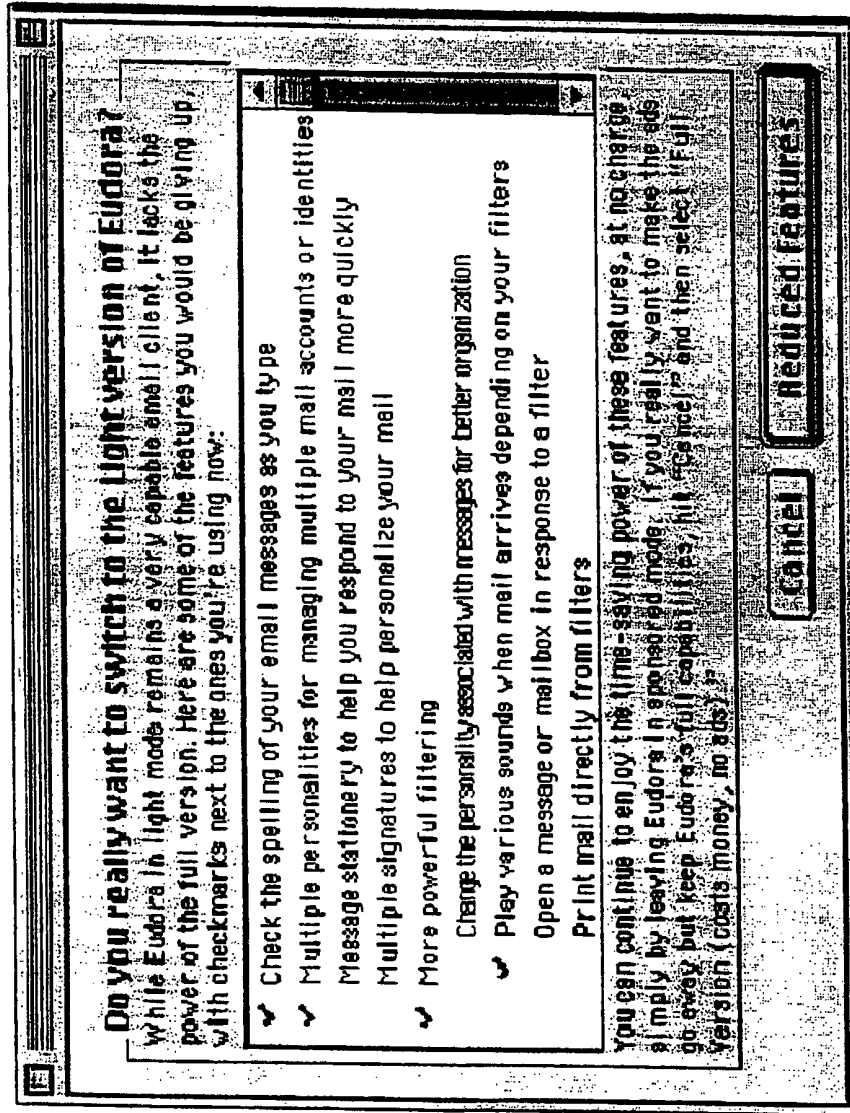 Do you really want to switch to the Light version of Eudora?
While Eudora in light mode remains a very capable email client, it lacks the
power of the full version. Here are some of the features you would be giving up,
with checkmarks next to the ones you're using now:
✓ Check the spelling of your email messages as you type
✓ Multiple personalities for managing multiple mail accounts or identities
Message stationery to help you respond to your mail more quickly
Multiple signatures to help personalize your mail
✓ More powerful filtering
Change the personality associated with messages for better organization
✓ Play various sounds when mail arrives depending on your filters
Open a message or mailbox in response to a filter
Print mail directly from filters
You can continue to enjoy the time-saving power of these features, at no charge,
simply by leaving Eudora in sponsored mode. If you really want to make the ads
go away but keep Eudora's full capabilities, hit "Cancel" and then select "Full
Version (costs money, no ads)."
Cancel
Reduced Features